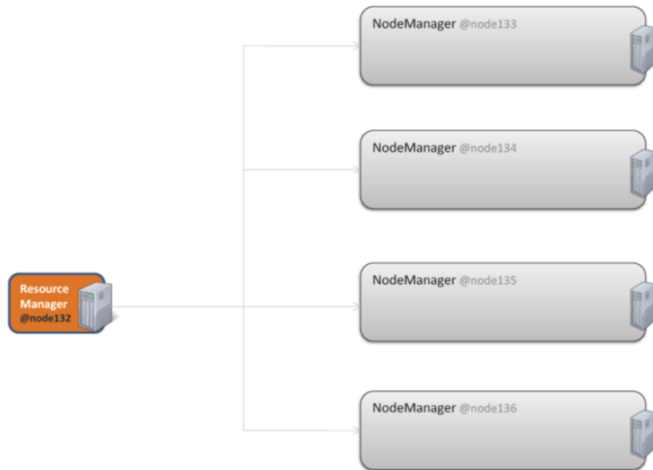 NodeManager @node133
NodeManager @node134
Resource
Manager
@node132
NodeManager @node135
NodeManager @node136